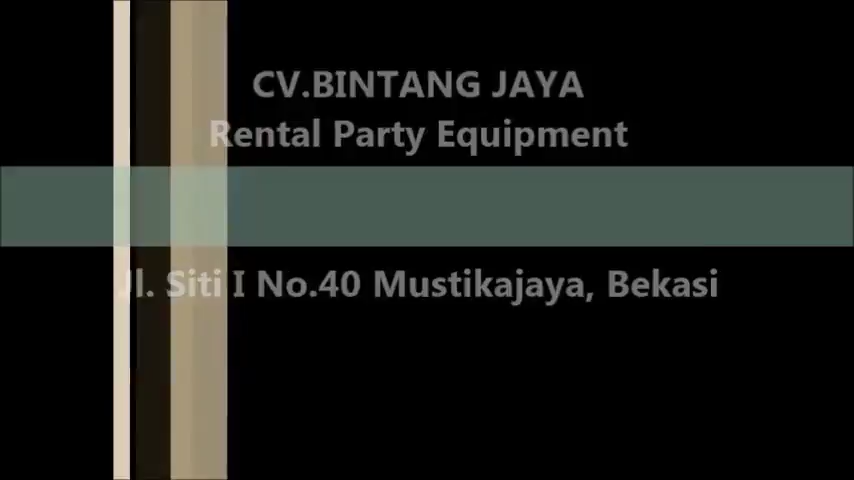 CV.BINTANG JAYA
Rental Party Equipment
Jl. Siti I No.40 Mustikajaya, Bekasi